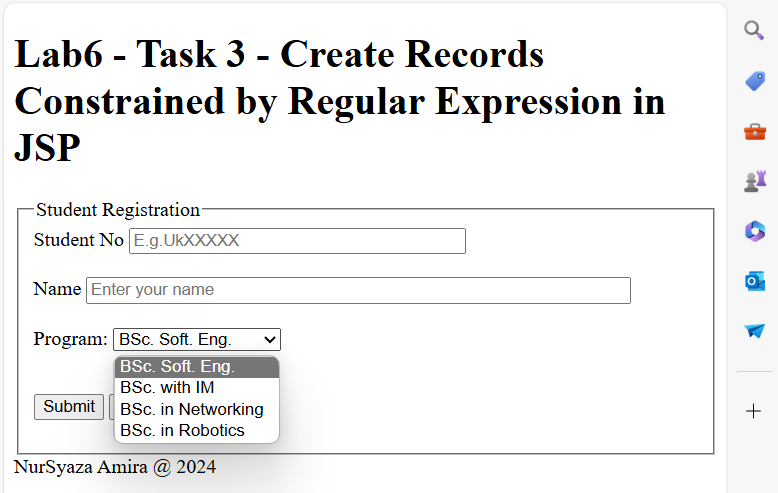 Lab6 - Task 3 - Create Records
Constrained by Regular Expression in
JSP
Student Registration
Student No E.g.UkXXXXX
Name Enter your name
Program: BSc. Soft. Eng.
BSc. Soft. Eng.
BSc. with IM
BSc. in Networking
BSc. in Robotics
Submit
NurSyaza Amira @ 2024